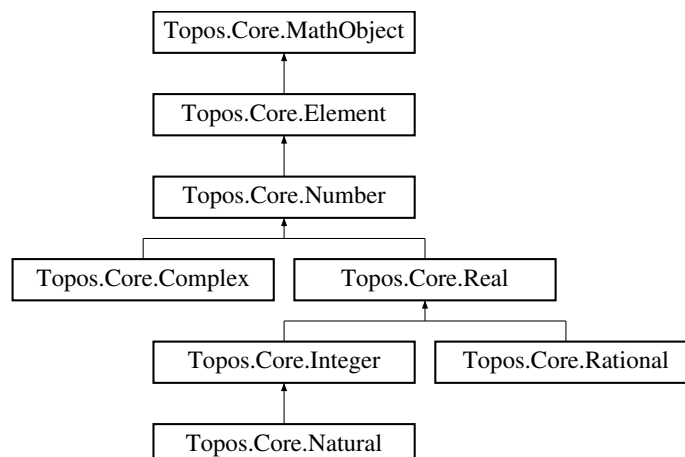 Topos.Core.MathObject
Topos.Core.Element
Topos.Core.Number
Topos.Core.Complex
Topos.Core.Real
Topos.Core.Integer
Topos.Core.Rational
Topos.Core.Natural